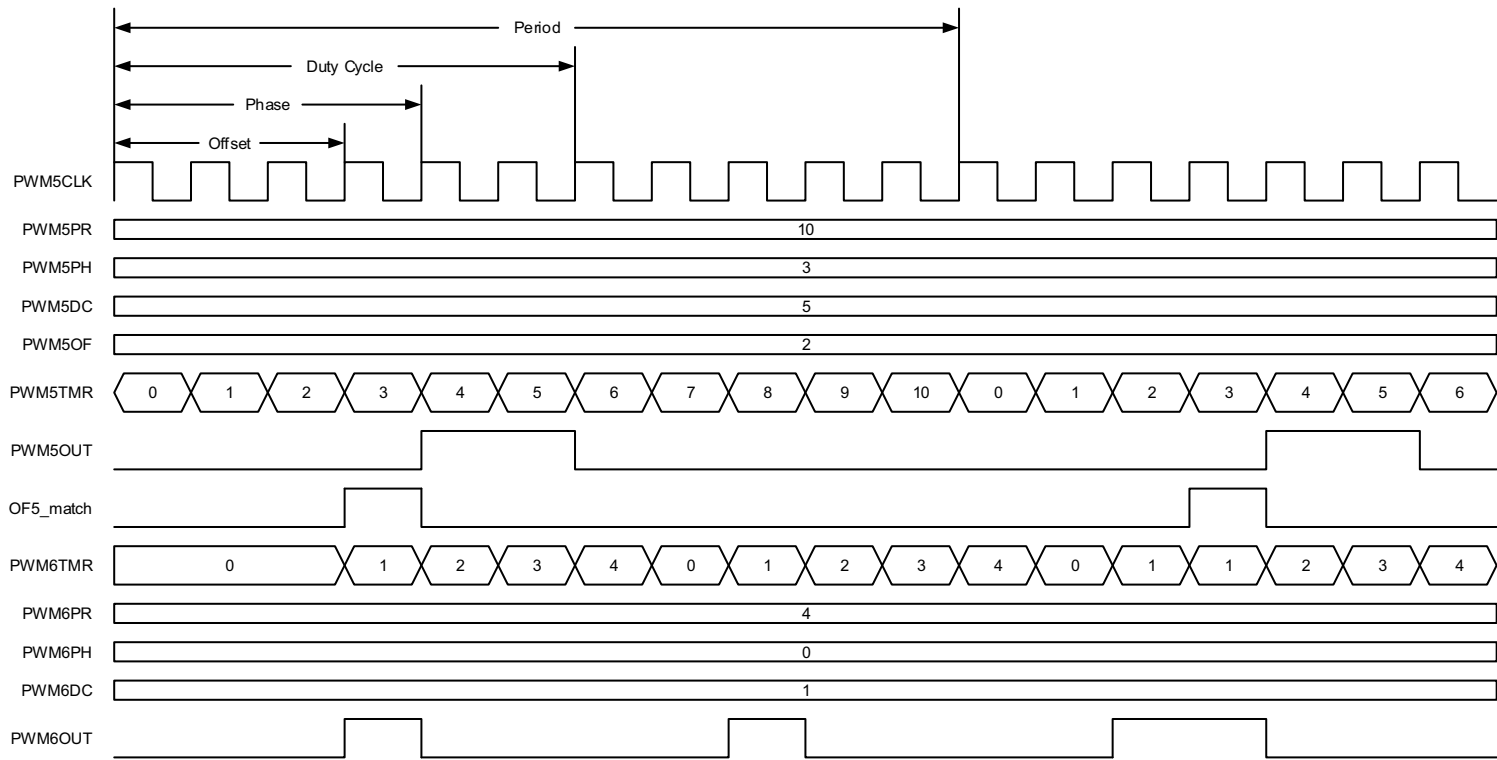 Period
Duty Cycle
Phase
Offset
PWM5CLK
PWM5PR 10
PWM5PH 3
PWM5DC 5
PWM5OF 2
PWM5TMR 0 1 2 3 4 5 6 7 8 9 10 0 1 2 3 4 5 6
PWM5OUT
OF5_match
PWM6TMR 0 1 2 3 4 0 1 2 3 4 0 1 1 2 3 4
PWM6PR 4
PWM6PH 0
PWM6DC 1
PWM6OUT